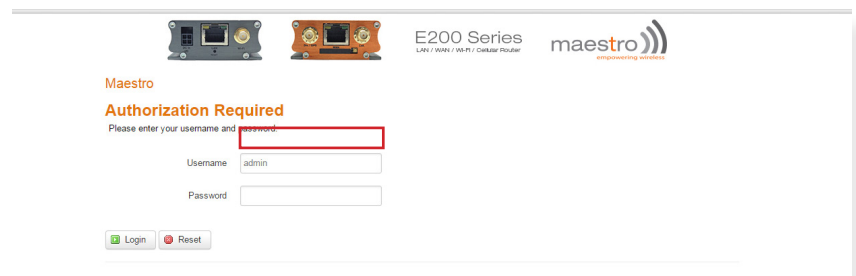 E200 Series
LAN / WAN / Wi-Fi / Cellular Router
maestro
empowering wireless
Maestro
Authorization Required
Please enter your username and password.
Username admin
Password
Login Reset